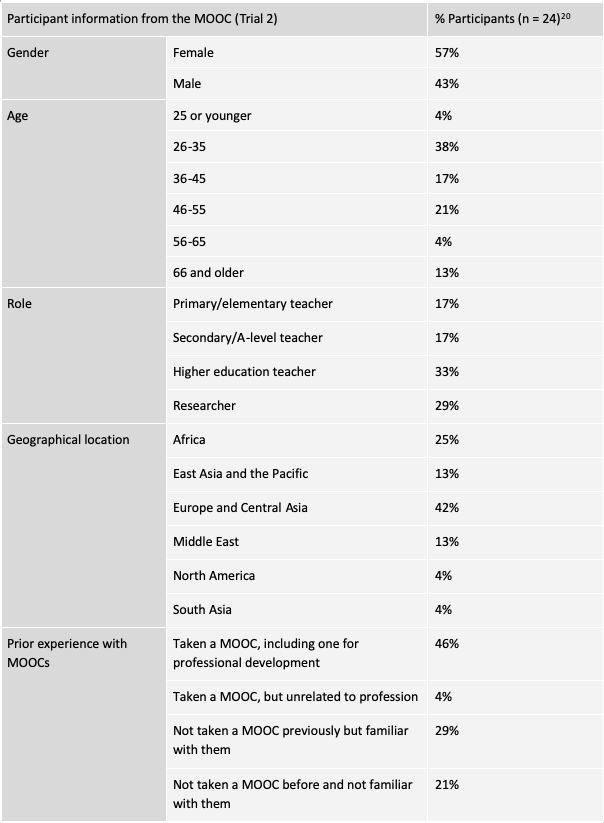 Participant information from the MOOC (Trial 2) % Participants (n = 24)20
Gender Female 57%
Male 43%
Age 25 or younger 4%
26-35 38%
36-45 17%
46-55 21%
56-65 4%
66 and older 13%
Role Primary/elementary teacher 17%
Secondary/A-level teacher 17%
Higher education teacher 33%
Researcher 29%
Geographical location Africa 25%
East Asia and the Pacific 13%
Europe and Central Asia 42%
Middle East 13%
North America 4%
South Asia 4%
Prior experience with Taken a MOOC, including one for 46%
MOOCs professional development
Taken a MOOC, but unrelated to profession 4%
Not taken a MOOC previously but familiar 29%
with them
Not taken a MOOC before and not familiar 21%
with them